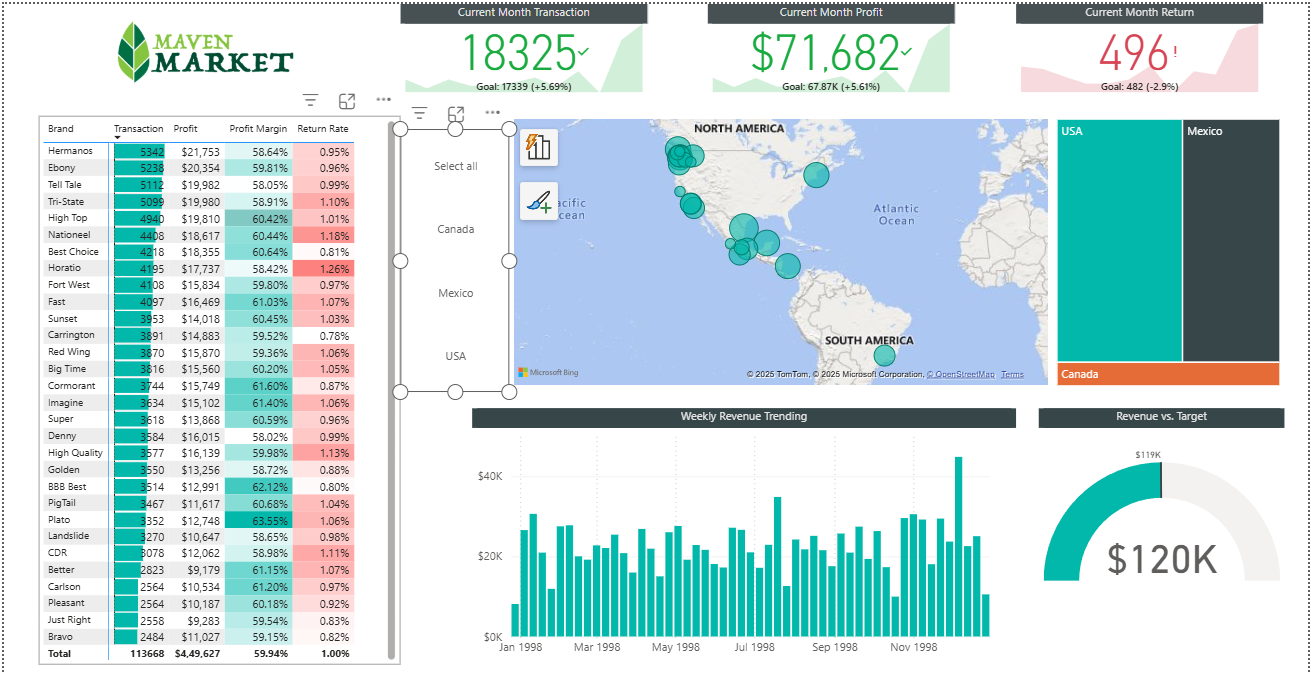 MAVEN
MARKET
Current Month Transaction
18325
Goal: 17339 (+5.69%)
Current Month Profit
$71,682
Goal: 67.87K (+5.61%)
Current Month Return
496!
Goal: 482 (-2.9%)
Brand Transaction Profit Profit Margin Return Rate
Hermanos 5342 $21,753 58.64% 0.95%
Ebony 5238 $20,354 59.81% 0.96%
Tell Tale 5112 $19,982 58.05% 0.99%
Tri-State 5099 $19,980 58.91% 1.10%
High Top 4940 $19,810 60.42% 1.01%
Nationeel 4408 $18,617 60.44% 1.18%
Best Choice 4218 $18,355 60.64% 0.81%
Horatio 4195 $17,737 58.42% 1.26%
Fort West 4108 $15,834 59.80% 0.97%
Fast 4097 $16,469 61.03% 1.07%
Sunset 3953 $14,018 60.45% 1.03%
Carrington 3891 $14,883 59.52% 0.78%
Red Wing 3870 $15,870 59.36% 1.06%
Big Time 3816 $15,560 60.20% 1.05%
Cormorant 3744 $15,749 61.60% 0.87%
Imagine 3634 $15,102 61.40% 1.06%
Super 3618 $13,868 60.59% 0.96%
Denny 3584 $16,015 58.02% 0.99%
High Quality 3577 $16,139 59.98% 1.13%
Golden 3550 $13,256 58.72% 0.88%
BBB Best 3514 $12,991 62.12% 0.80%
PigTail 3467 $11,617 60.68% 1.04%
Plato 3352 $12,748 63.55% 1.06%
Landslide 3270 $10,647 58.65% 0.98%
CDR 3078 $12,062 58.98% 1.11%
Better 2823 $9,179 61.15% 1.07%
Carlson 2564 $10,534 61.20% 0.97%
Pleasant 2564 $10,187 60.18% 0.92%
Just Right 2558 $9,283 59.54% 0.83%
Bravo 2484 $11,027 59.15% 0.82%
Total 113668 $4,49,627 59.94% 1.00%
Select all
Canada
Mexico
USA
NORTH AMERICA
acific
cean
Atlantic
Ocean
SOUTH AMERICA
Microsoft Bing
© 2025 TomTom, © 2025 Microsoft Corporation, © OpenStreetMap Terms
USA
Mexico
Canada
Weekly Revenue Trending
$40K
$20K
$0K
Jan 1998 Mar 1998 May 1998 Jul 1998 Sep 1998 Nov 1998
Revenue vs. Target
$119K
$120K